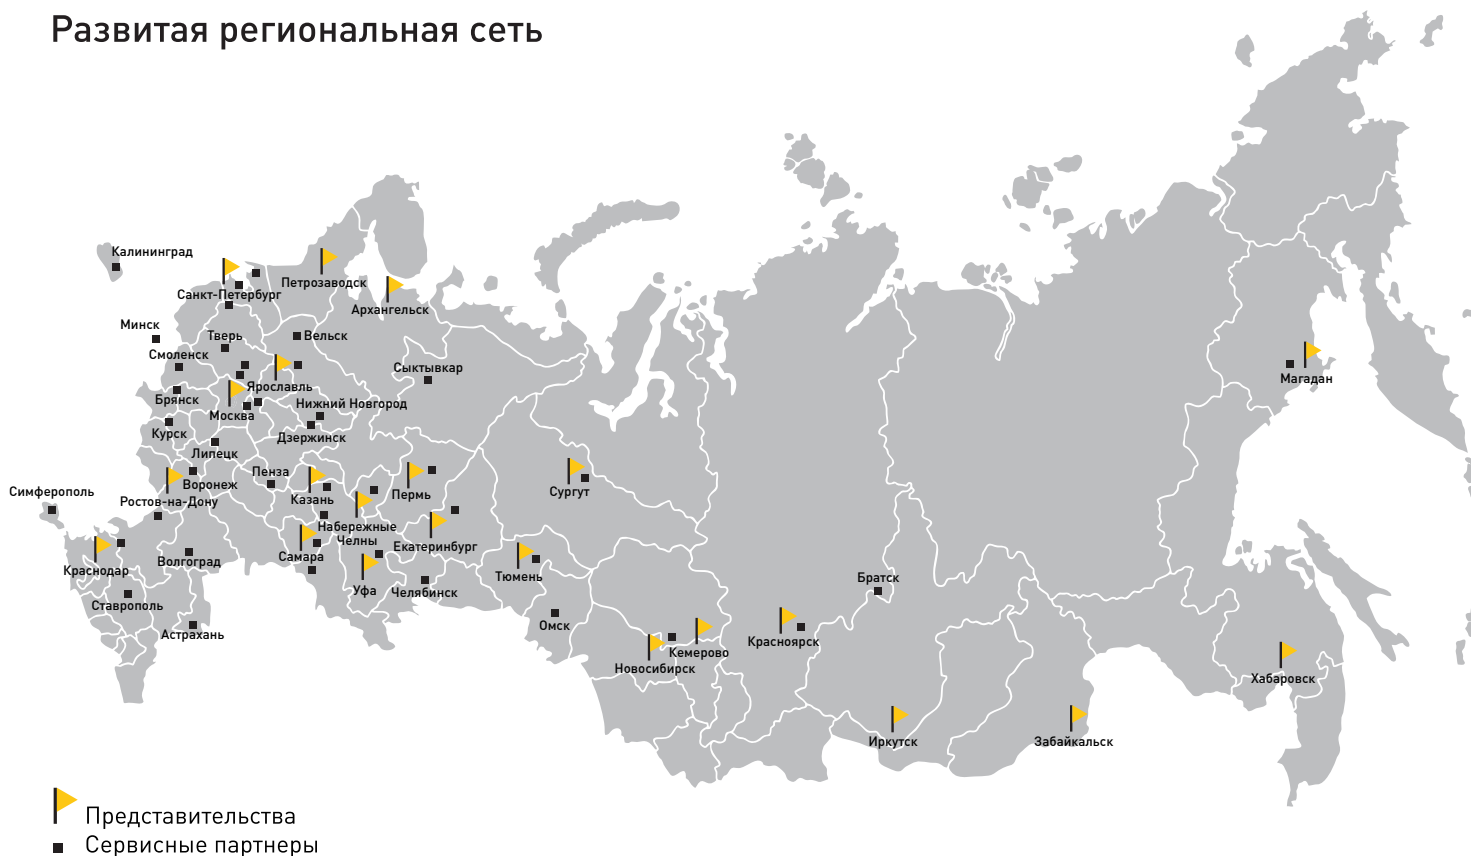 Развитая региональная сеть
Калининград
Санкт-Петербург
Петрозаводск
Архангельск
Минск
Тверь
Вельск
Смоленск
Сыктывкар
Ярославль
Брянск
Москва
Нижний Новгород
Курск
Дзержинск
Липецк
Магадан
Пенза
Воронеж
Казань
Пермь
Сургут
Симферополь
Ростов-на-Дону
Набережные
Челны
Екатеринбург
Самара
Волгоград
Краснодар
Уфа
Челябинск
Тюмень
Братск
Ставрополь
Астрахань
Омск
Красноярск
Кемерово
Новосибирск
Хабаровск
Иркутск
Забайкальск
Представительства
Сервисные партнеры